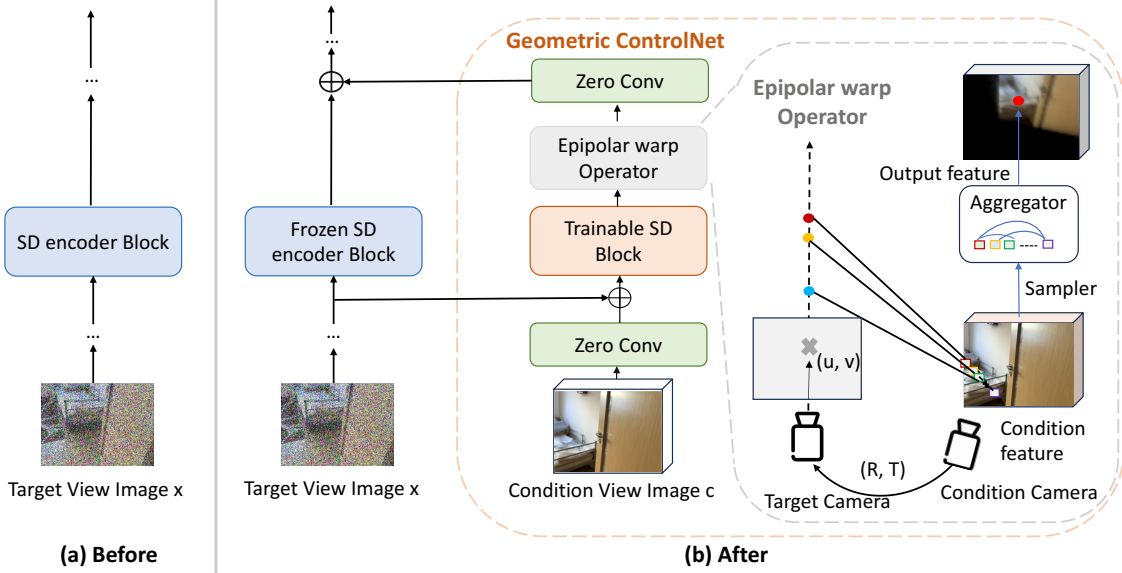 ...
SD encoder Block
...
Target View Image x
(a) Before
...
Frozen SD
encoder Block
...
Target View Image x
Geometric ControlNet
Zero Conv
Epipolar warp
Operator
Trainable SD
Block
Zero Conv
Condition View Image c
Epipolar warp
Operator
(u, v)
Target Camera
(R, T)
Output feature
Aggregator
Sampler
Condition
feature
Condition Camera
(b) After